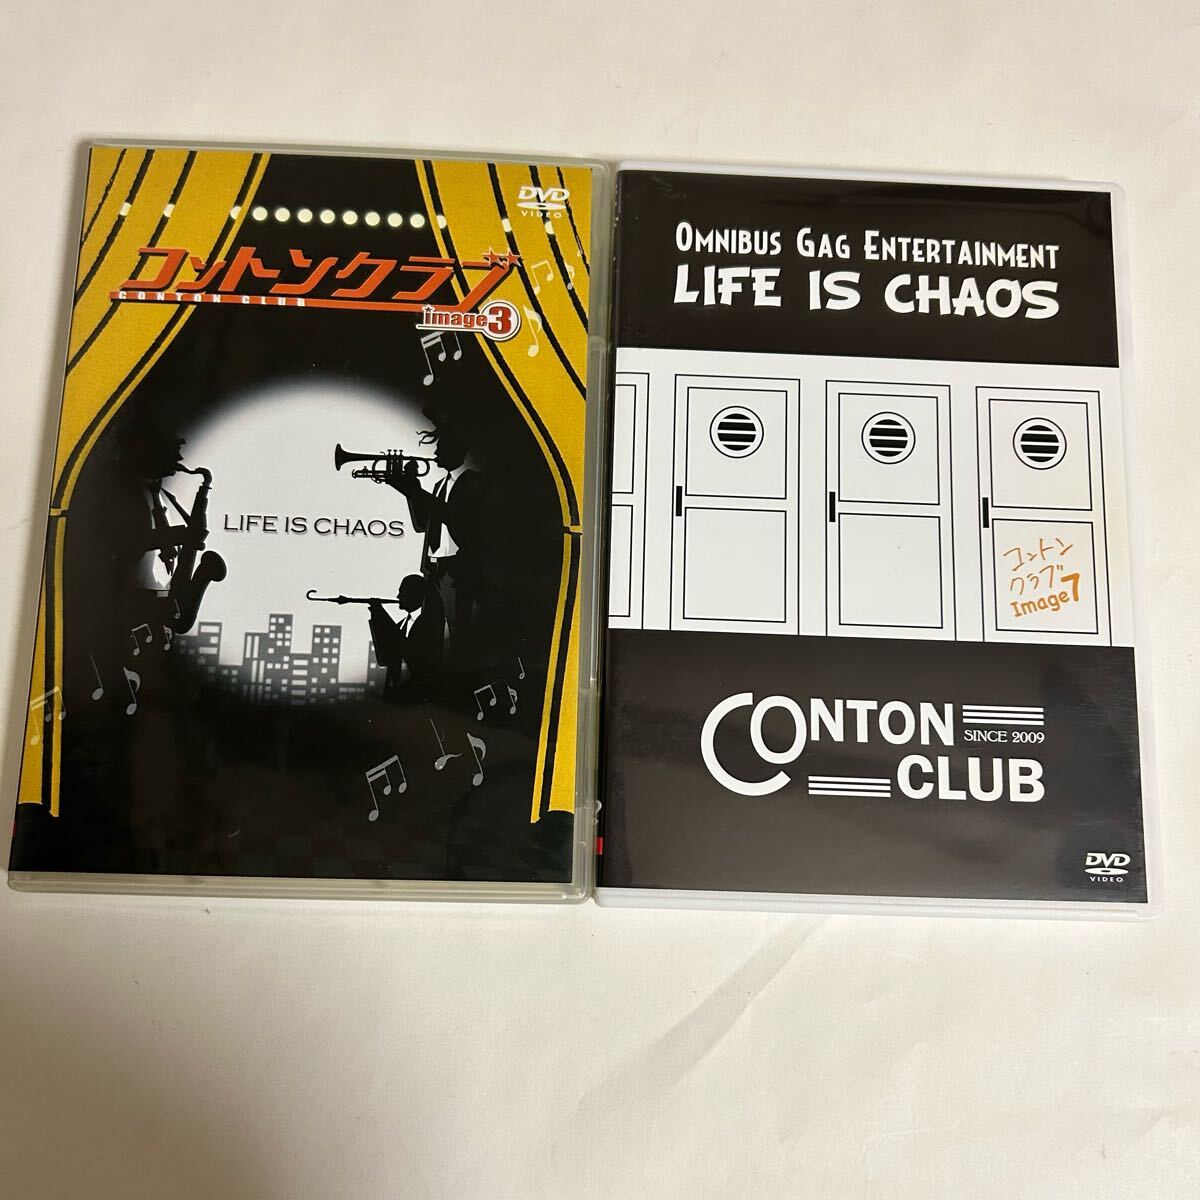 DVD
VIDEO
コントンクラブ
CONTON CLUB
image3
LIFE IS CHAOS
OMNIBUS GAG ENTERTAINMENT
LIFE IS CHAOS
コントン
クラブ
Image7
CONTON
SINCE 2009
CLUB
DVD
VIDEO